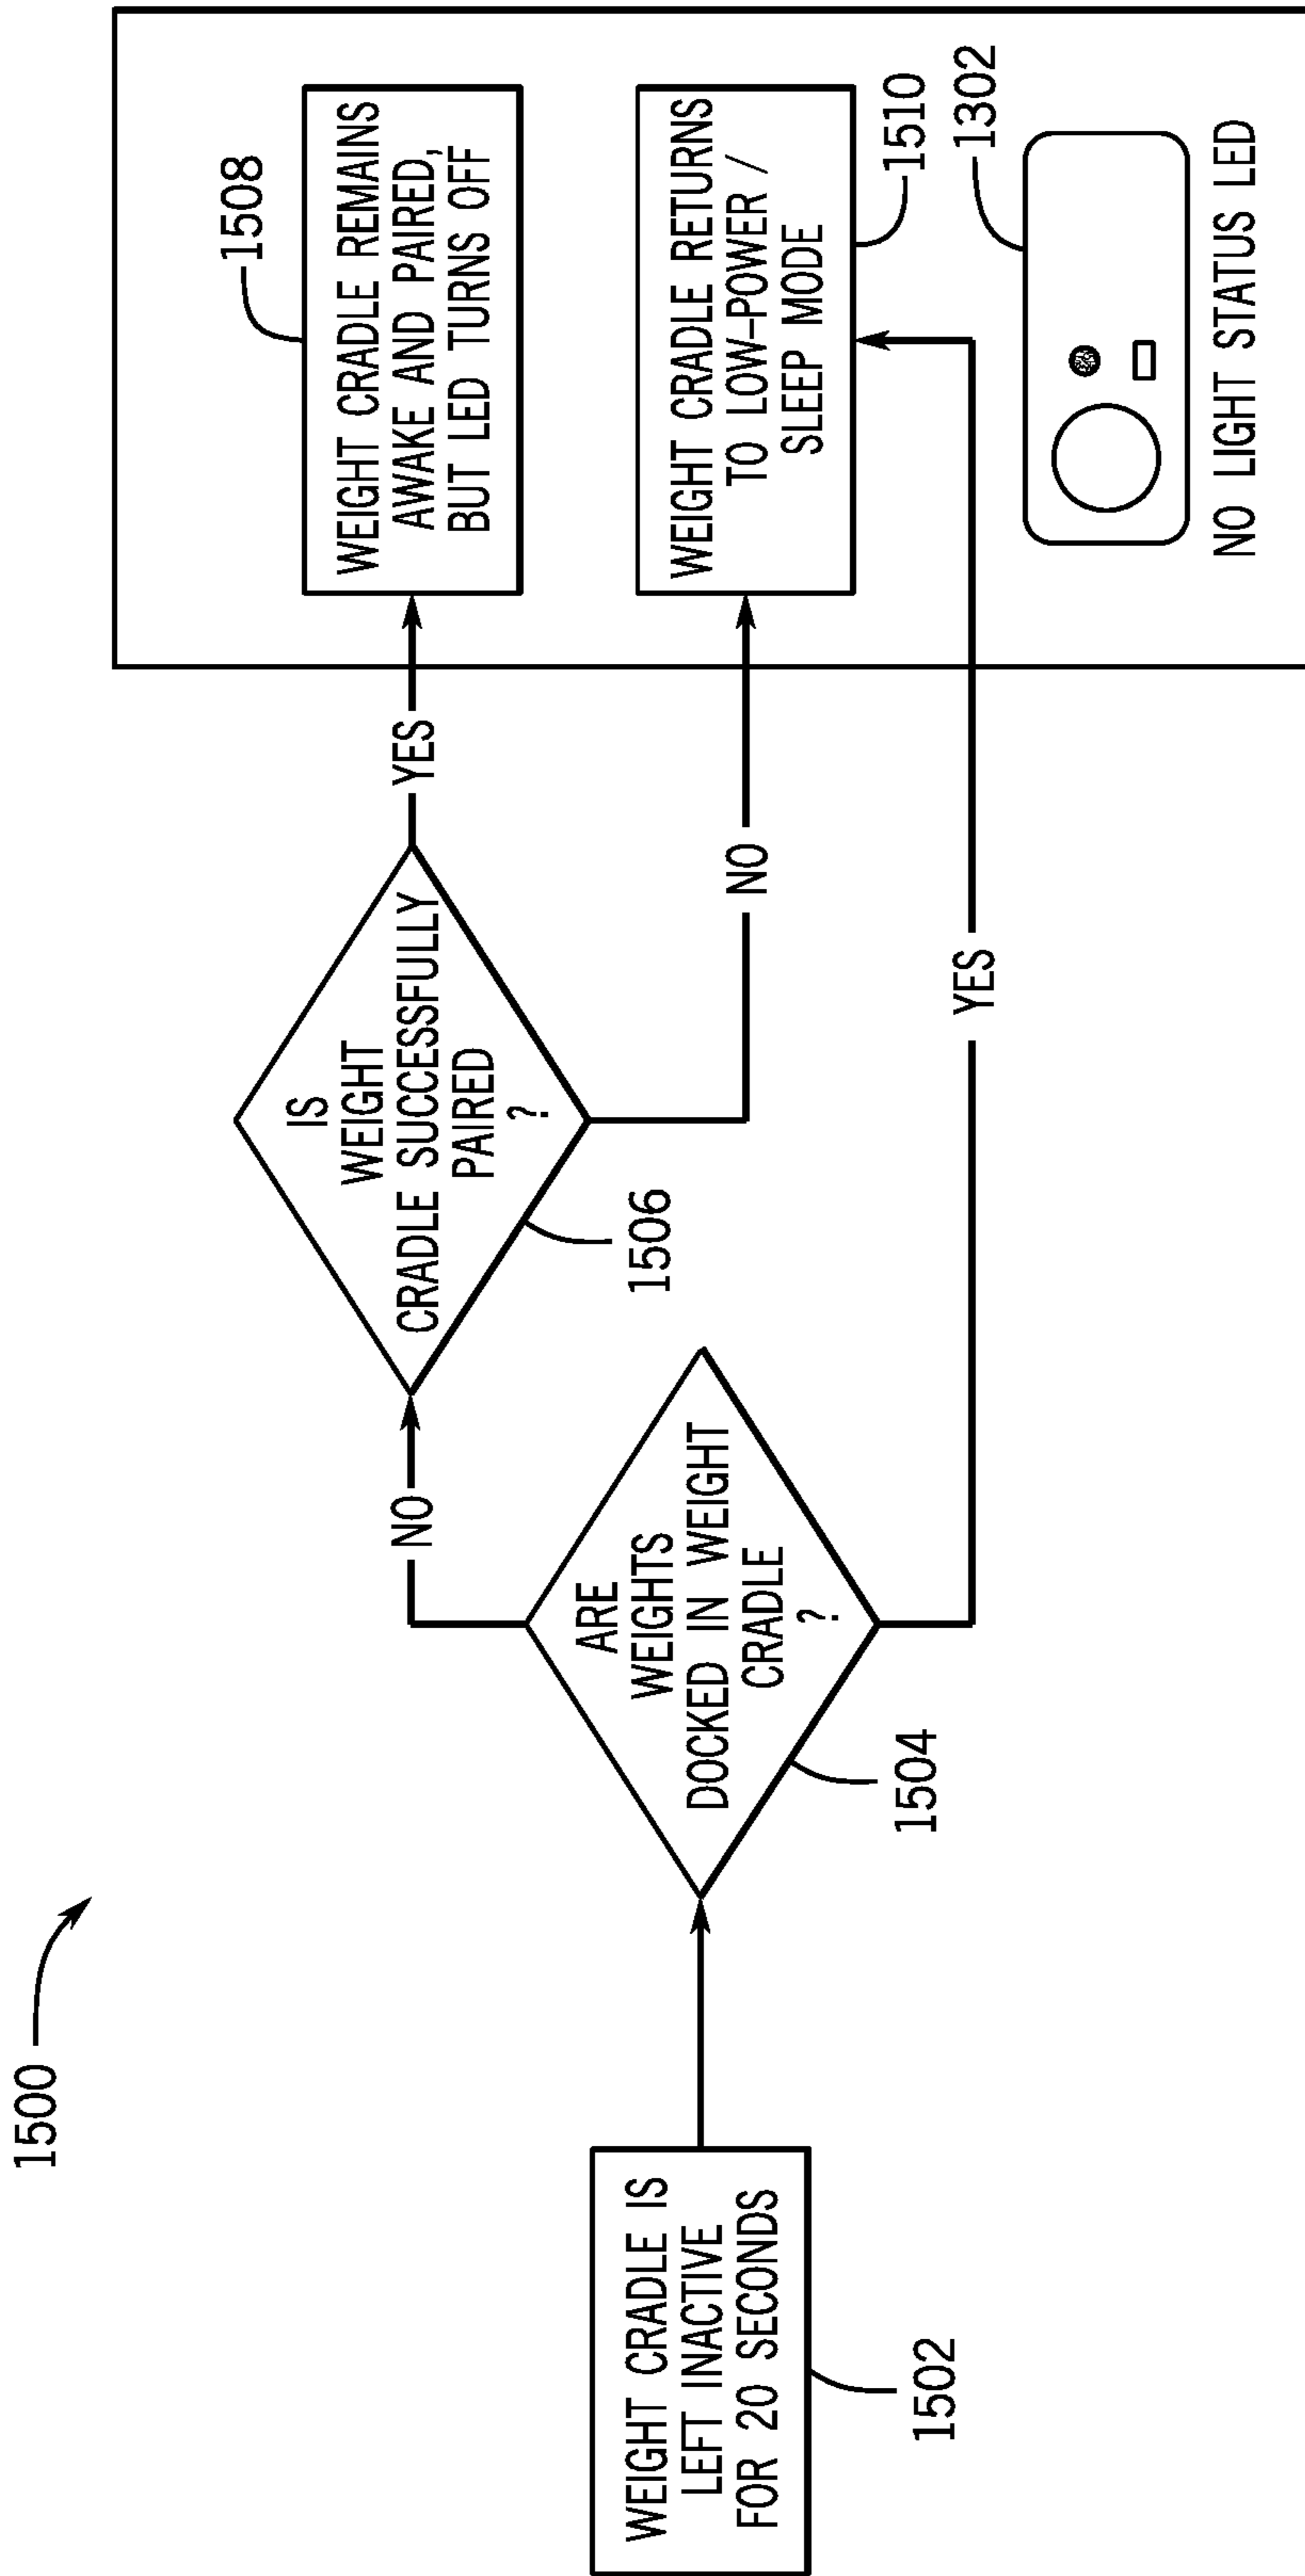 1500
WEIGHT CRADLE IS
LEFT INACTIVE
FOR 20 SECONDS
1502
ARE
WEIGHTS
DOCKED IN WEIGHT
CRADLE
?
1504
NO
YES
IS
WEIGHT
CRADLE SUCCESSFULLY
PAIRED
?
1506
YES
NO
1508
WEIGHT CRADLE REMAINS
AWAKE AND PAIRED,
BUT LED TURNS OFF
WEIGHT CRADLE RETURNS
TO LOW-POWER /
SLEEP MODE
1510
1302
NO LIGHT STATUS LED